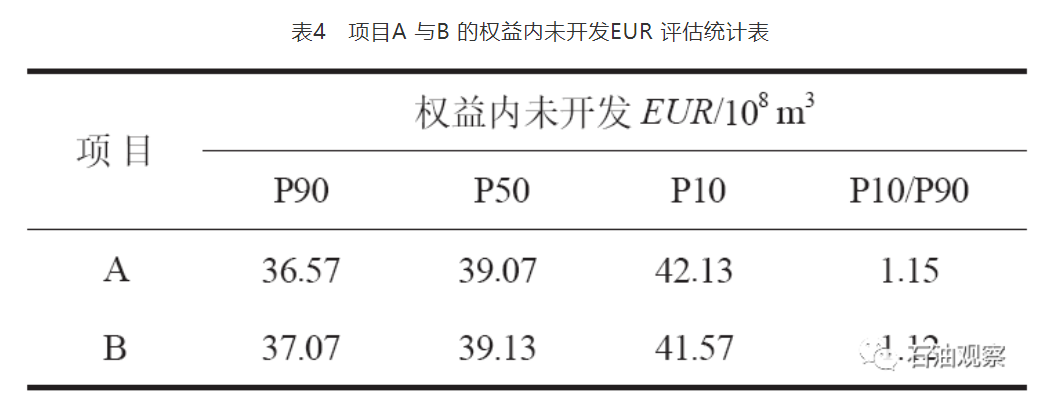 表4 项目A 与B 的权益内未开发EUR 评估统计表
项 目
权益内未开发 EUR/10⁸ m³
P90 P50 P10 P10/P90
A 36.57 39.07 42.13 1.15
B 37.07 39.13 41.57 1.12
石油观察